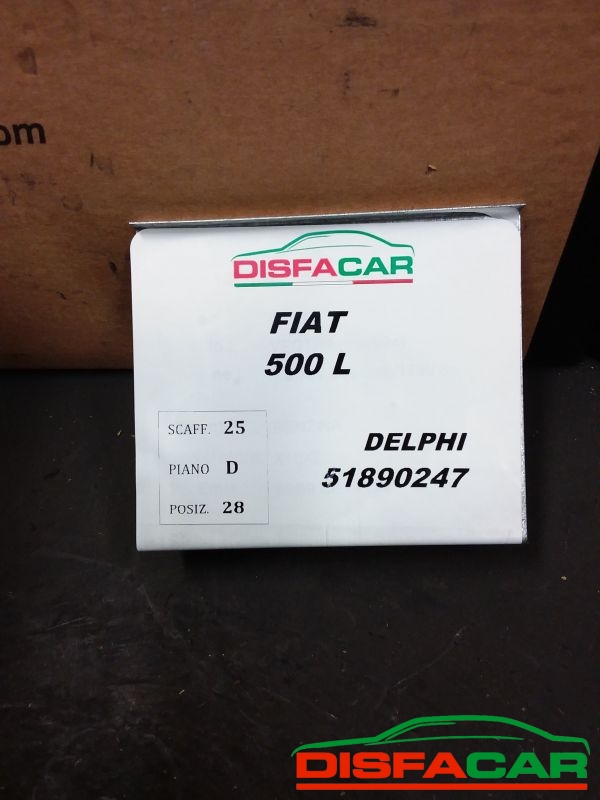 om
DISFACAR
FIAT
500 L
SCAFF. 25
PIANO D
POSIZ. 28
DELPHI
51890247
DISFACAR